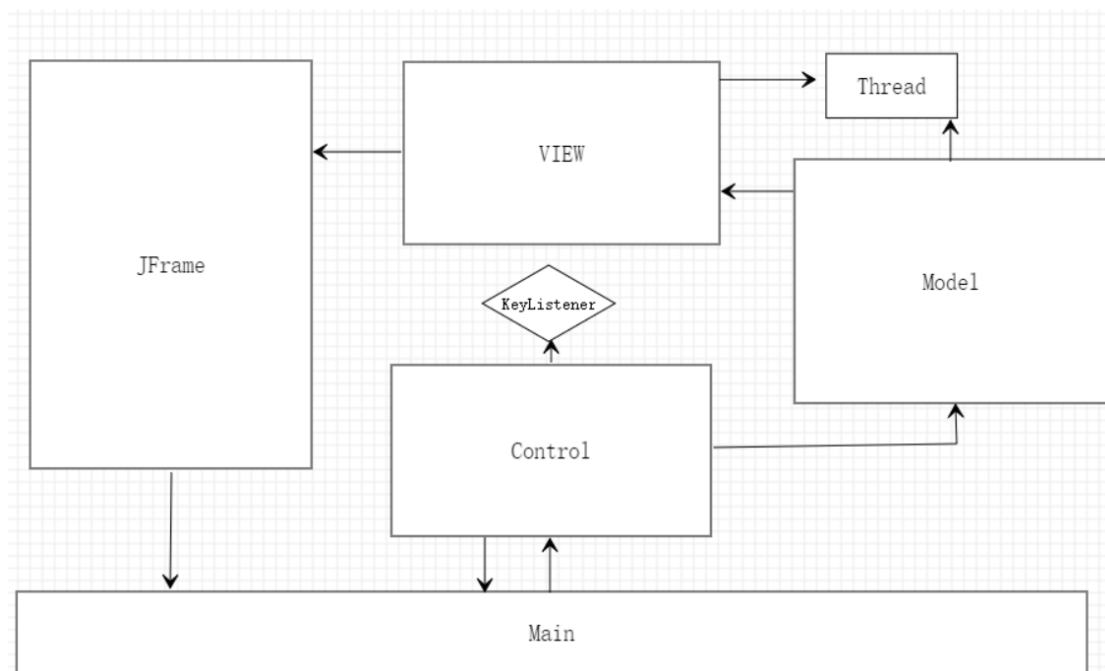 Thread
VIEW
JFrame
Model
KeyListener
Control
Main